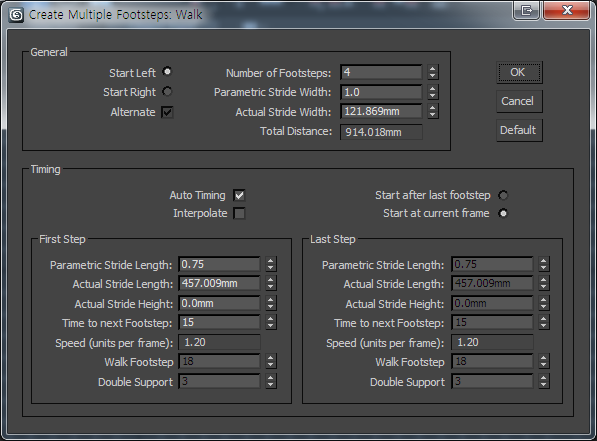 Create Multiple Footsteps: Walk
General
Start Left
Number of Footsteps: 4
OK
Start Right
Parametric Stride Width: 1.0
Cancel
Alternate
Actual Stride Width: 121.869mm
Total Distance: 914.018mm
Default
Timing
Auto Timing
Start after last footstep
Interpolate
Start at current frame
First Step
Parametric Stride Length: 0.75
Actual Stride Length: 457.009mm
Actual Stride Height: 0.0mm
Time to next Footstep: 15
Speed (units per frame): 1.20
Walk Footstep 18
Double Support 3
Last Step
Parametric Stride Length: 0.75
Actual Stride Length: 457.009mm
Actual Stride Height: 0.0mm
Time to next Footstep: 15
Speed (units per frame): 1.20
Walk Footstep 18
Double Support 3